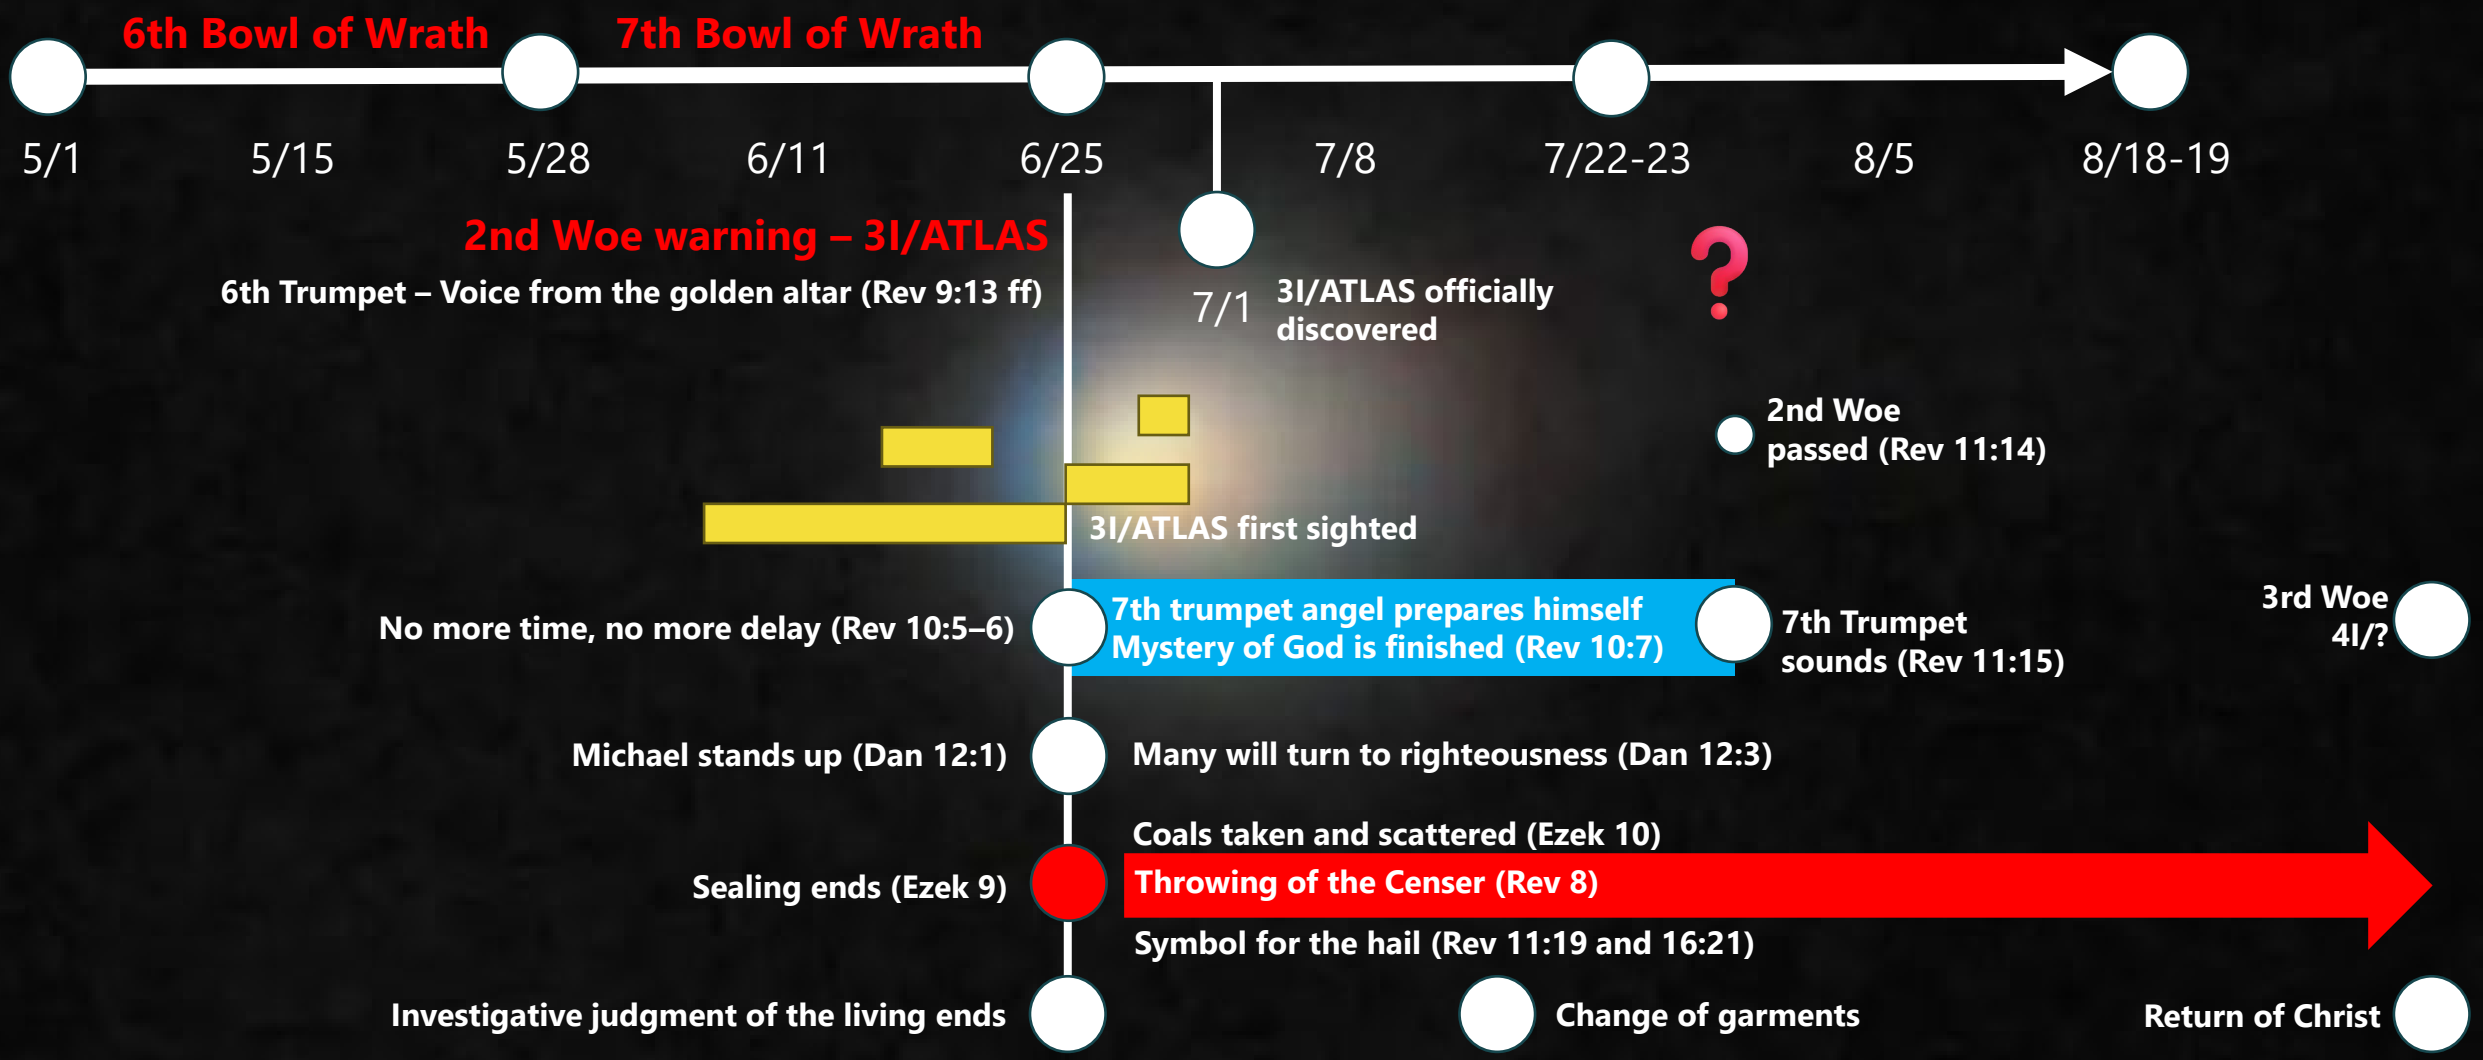 6th Bowl of Wrath
7th Bowl of Wrath
5/1
5/15
5/28
6/11
6/25
7/8
7/22-23
8/5
8/18-19
2nd Woe warning – 3I/ATLAS
6th Trumpet – Voice from the golden altar (Rev 9:13 ff)
7/1
3I/ATLAS officially
discovered
❓
2nd Woe
passed (Rev 11:14)
3I/ATLAS first sighted
No more time, no more delay (Rev 10:5–6)
7th trumpet angel prepares himself
Mystery of God is finished (Rev 10:7)
7th Trumpet
sounds (Rev 11:15)
3rd Woe
4I/?
Michael stands up (Dan 12:1)
Many will turn to righteousness (Dan 12:3)
Coals taken and scattered (Ezek 10)
Sealing ends (Ezek 9)
Throwing of the Censer (Rev 8)
Symbol for the hail (Rev 11:19 and 16:21)
Investigative judgment of the living ends
Change of garments
Return of Christ